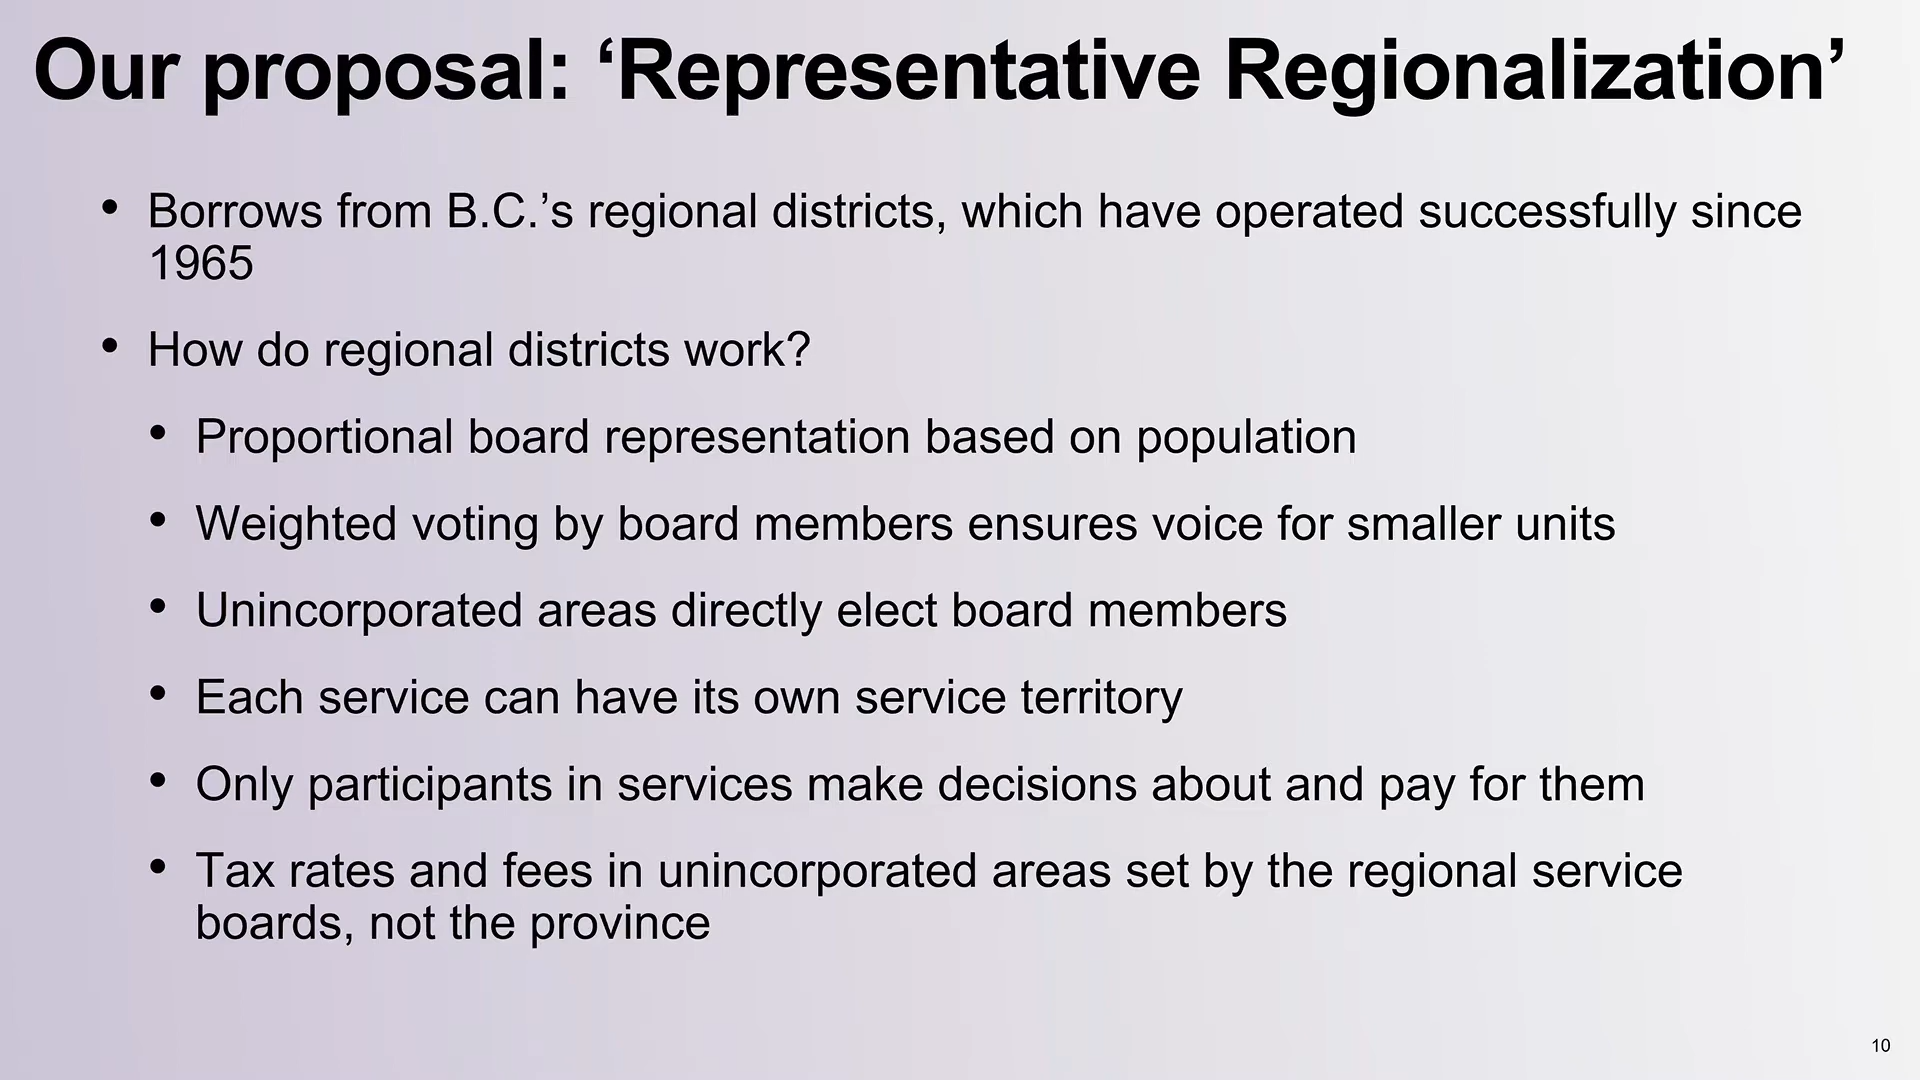 Our proposal: ‘Representative Regionalization’
• Borrows from B.C.’s regional districts, which have operated successfully since
1965
• How do regional districts work?
• Proportional board representation based on population
• Weighted voting by board members ensures voice for smaller units
• Unincorporated areas directly elect board members
• Each service can have its own service territory
• Only participants in services make decisions about and pay for them
• Tax rates and fees in unincorporated areas set by the regional service
boards, not the province
10